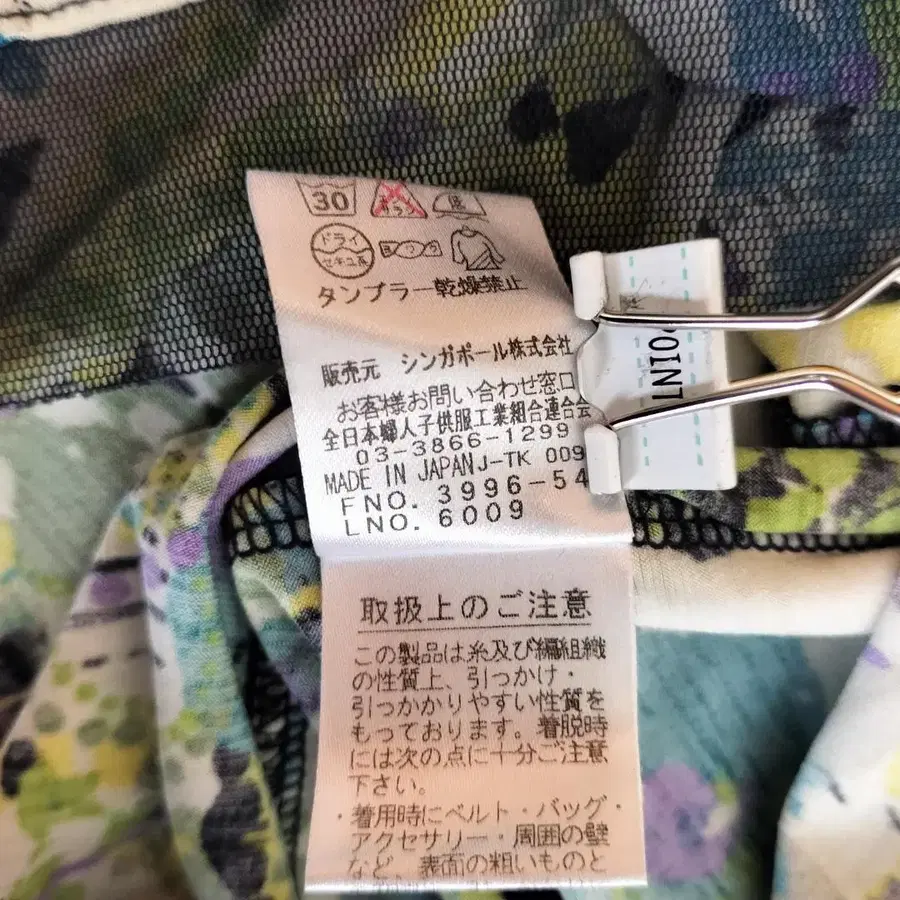 30
ドライ
セキユ系
タンブラー乾燥禁止
販売元 シンガポール株式会社
お客様お問い合わせ窓口
全日本婦人子供服工業組合連合会
03-3866-1299
MADE IN JAPAN J-TK 009
FNO. 3996-54
LNO. 6009
POINT
取扱上のご注意
この製品は糸及び編組織
の性質上、引っかけ・
引っかかりやすい性質を
もっております。着脱時
には次の点に十分ご注意
下さい。
・着用時にベルト・バッグ・
アクセサリー・周囲の壁
など、表面の粗いものと